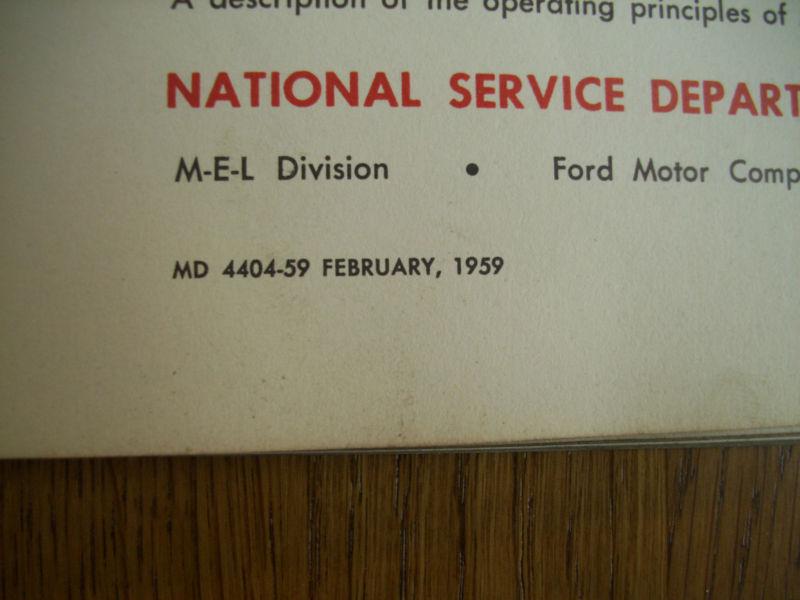 A description of the operating principles of
NATIONAL SERVICE DEPART
M-E-L Division • Ford Motor Comp
MD 4404-59 FEBRUARY, 1959